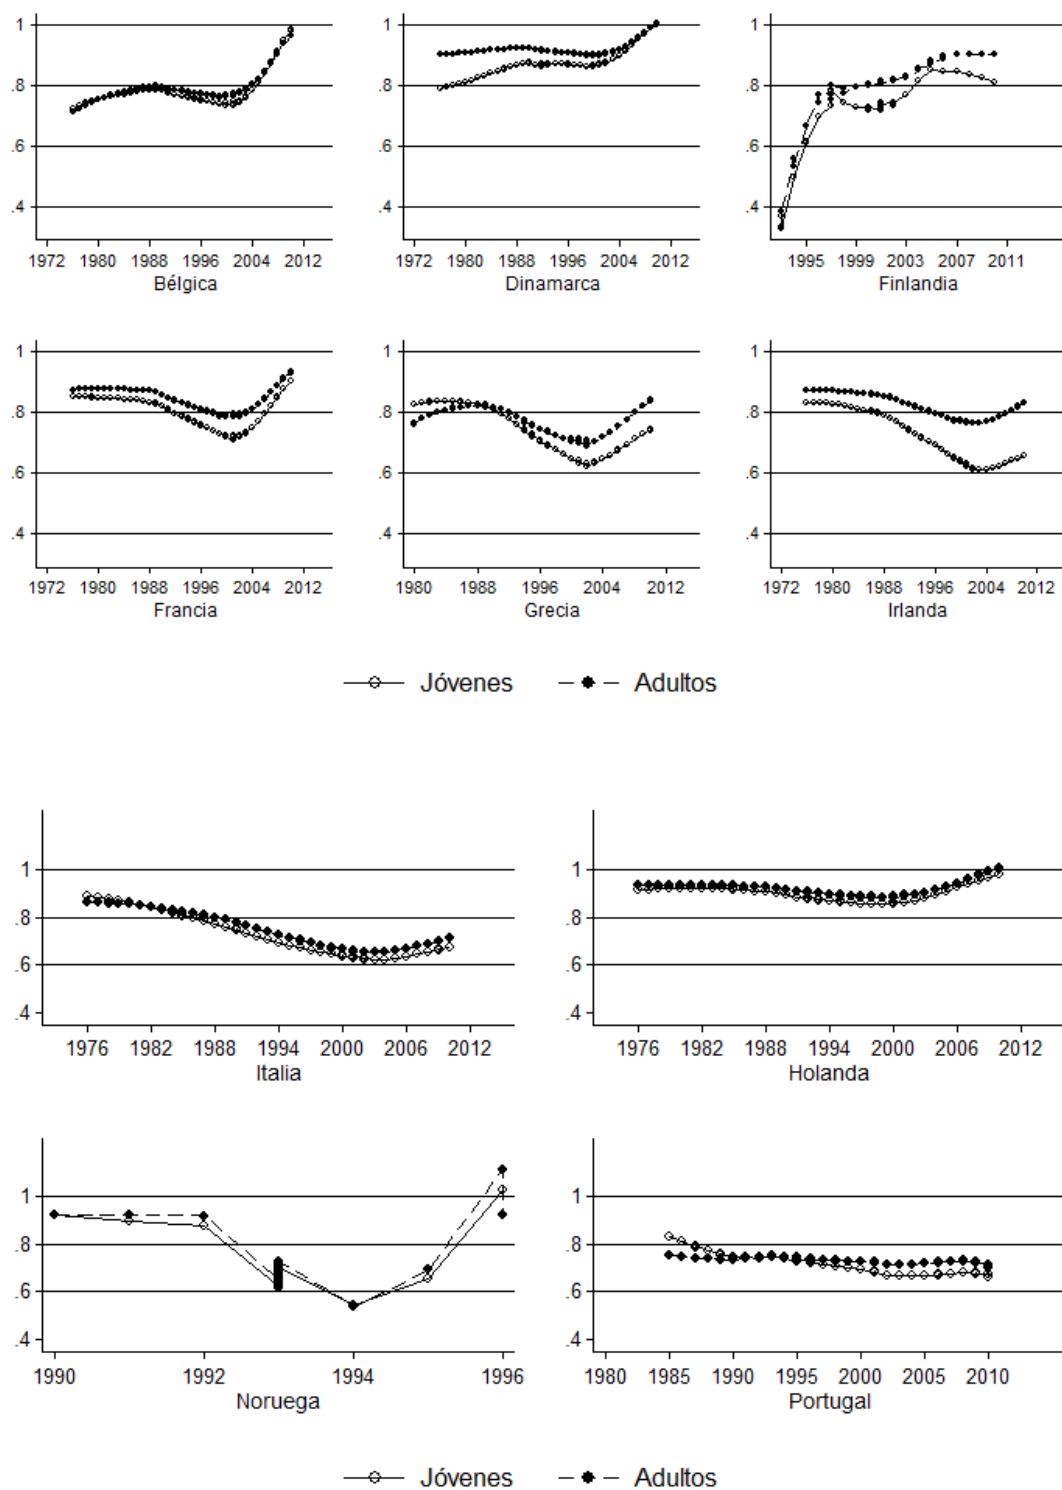 1
.8
.6
.4
1972 1980 1988 1996 2004 2012
Bélgica
1
.8
.6
.4
1972 1980 1988 1996 2004 2012
Dinamarca
1
.8
.6
.4
1995 1999 2003 2007 2011
Finlandia
1
.8
.6
.4
1972 1980 1988 1996 2004 2012
Francia
1
.8
.6
.4
1980 1988 1996 2004 2012
Grecia
1
.8
.6
.4
1972 1980 1988 1996 2004 2012
Irlanda
Jóvenes Adultos
1
.8
.6
.4
1976 1982 1988 1994 2000 2006 2012
Italia
1
.8
.6
.4
1976 1982 1988 1994 2000 2006 2012
Holanda
1
.8
.6
.4
1990 1992 1994 1996
Noruega
1
.8
.6
.4
1980 1985 1990 1995 2000 2005 2010
Portugal
Jóvenes Adultos